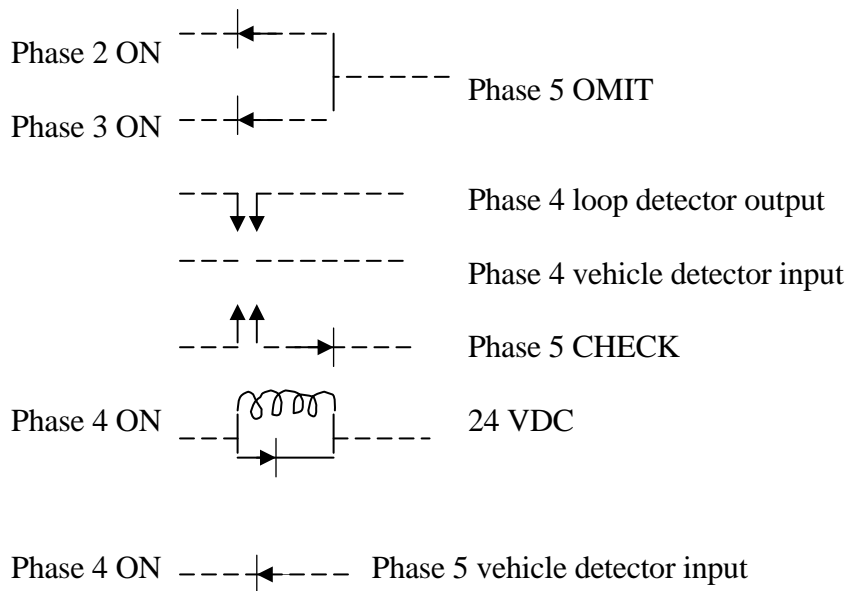 Phase 2 ON
Phase 5 OMIT
Phase 3 ON
Phase 4 loop detector output
Phase 4 vehicle detector input
Phase 5 CHECK
Phase 4 ON
24 VDC
Phase 4 ON
Phase 5 vehicle detector input